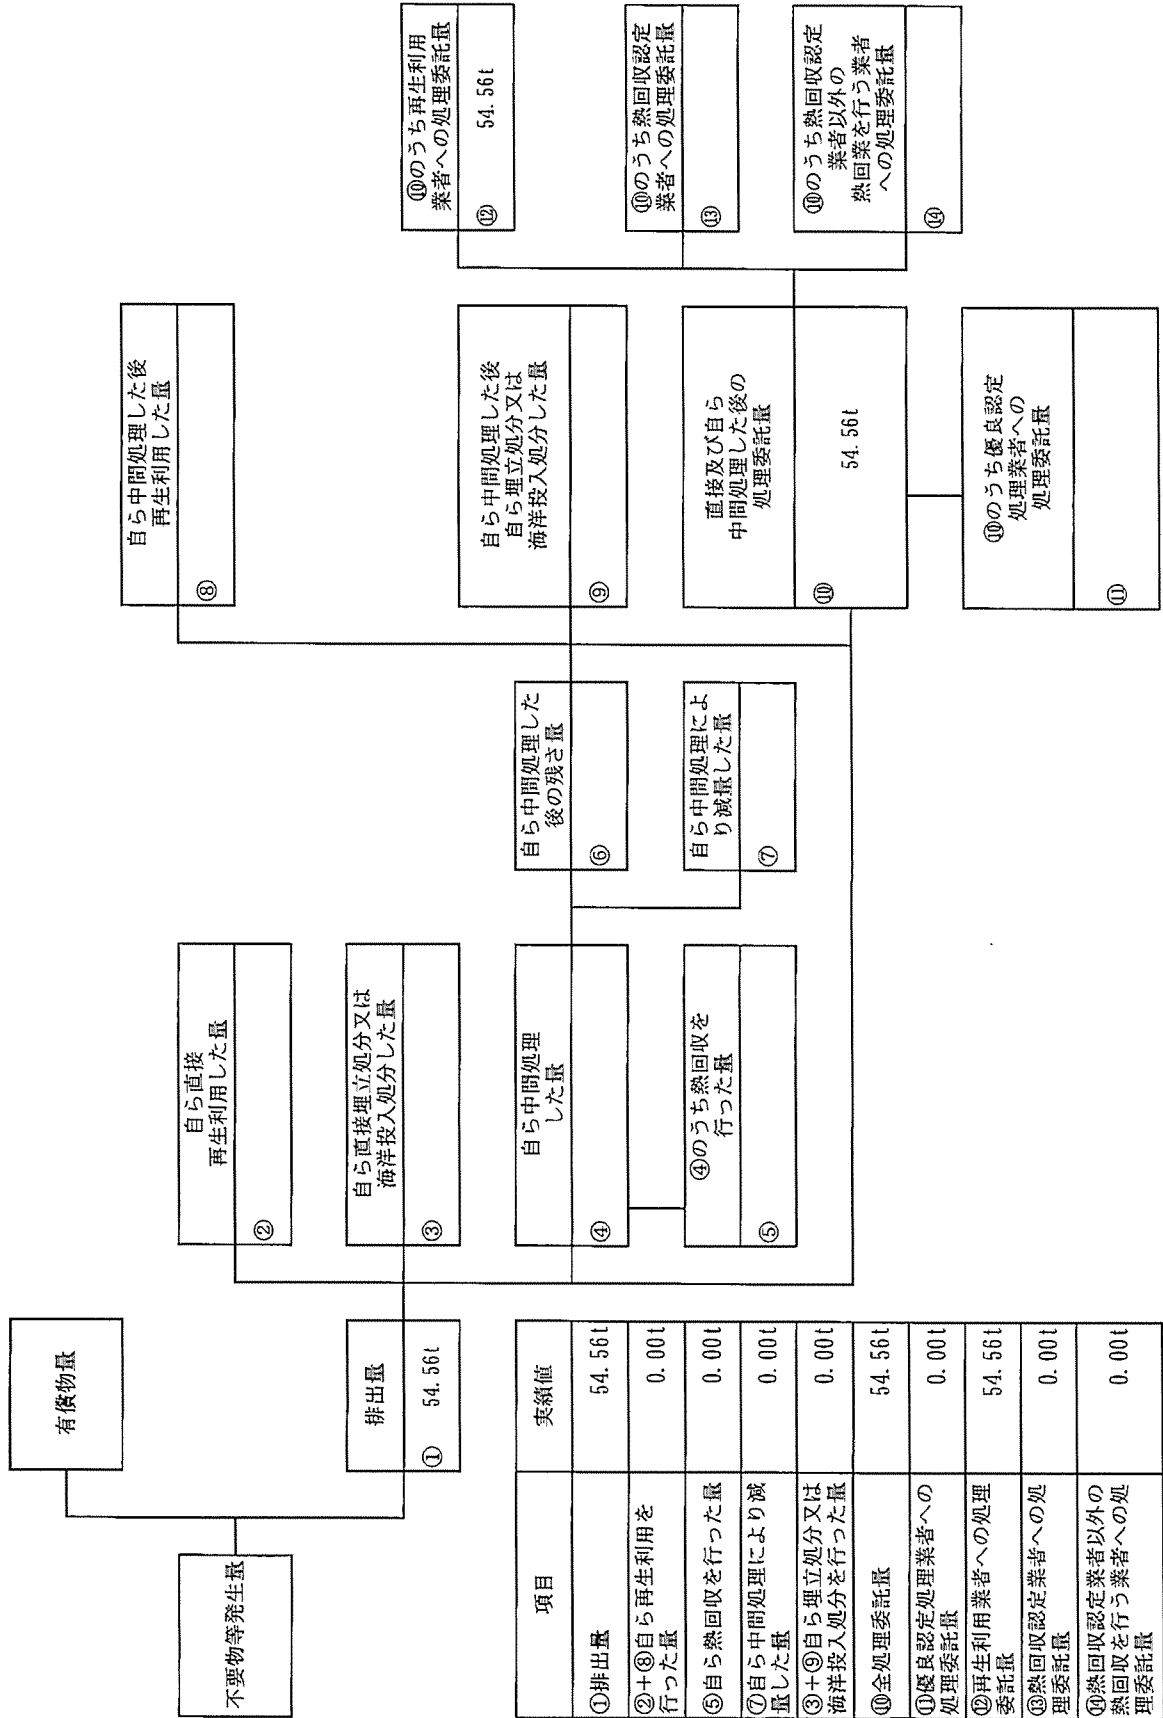 不要物等発生量
有償物量
排出量
① 54.56t
自ら直接
再生利用した量
②
自ら直接埋立処分又は
海洋投入処分した量
③
自ら中間処理
した量
④
④のうち熱回収を
行った量
⑤
自ら中間処理した
後の残さ量
⑥
自ら中間処理によ
り減量した量
⑦
自ら中間処理した後
再生利用した量
⑧
自ら中間処理した後
自ら埋立処分又は
海洋投入処分した量
⑨
直接及び自ら
中間処理した後の
処理委託量
⑩ 54.56t
⑩のうち優良認定
処理業者への
処理委託量
⑪
⑩のうち再生利用
業者への処理委託量
⑫ 54.56t
⑩のうち熱回収認定
業者への処理委託量
⑬
⑩のうち熱回収認定
業者以外の
熱回業を行う業者
への処理委託量
⑭
項目 実績値
①排出量 54.56t
②+⑧自ら再生利用を
行った量 0.00t
⑤自ら熱回収を行った量 0.00t
⑦自ら中間処理により減
量した量 0.00t
③+⑨自ら埋立処分又は
海洋投入処分を行った量 0.00t
⑩全処理委託量 54.56t
⑪優良認定処理業者への
処理委託量 0.00t
⑫再生利用業者への処理
委託量 54.56t
⑬熱回収認定業者への処
理委託量 0.00t
⑭熱回収認定業者以外の
熱回収を行う業者への処
理委託量 0.00t